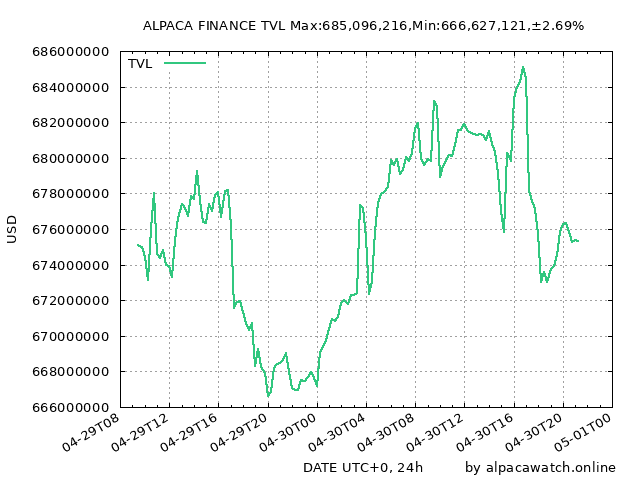 ALPACA FINANCE TVL Max:685,096,216,Min:666,627,121,±2.69%
TVL
686000000
684000000
682000000
680000000
678000000
676000000
674000000
672000000
670000000
668000000
666000000
USD
04-29T08
04-29T12
04-29T16
04-29T20
04-30T00
04-30T04
04-30T08
04-30T12
04-30T16
04-30T20
05-01T00
DATE UTC+0, 24h
by alpacawatch.online